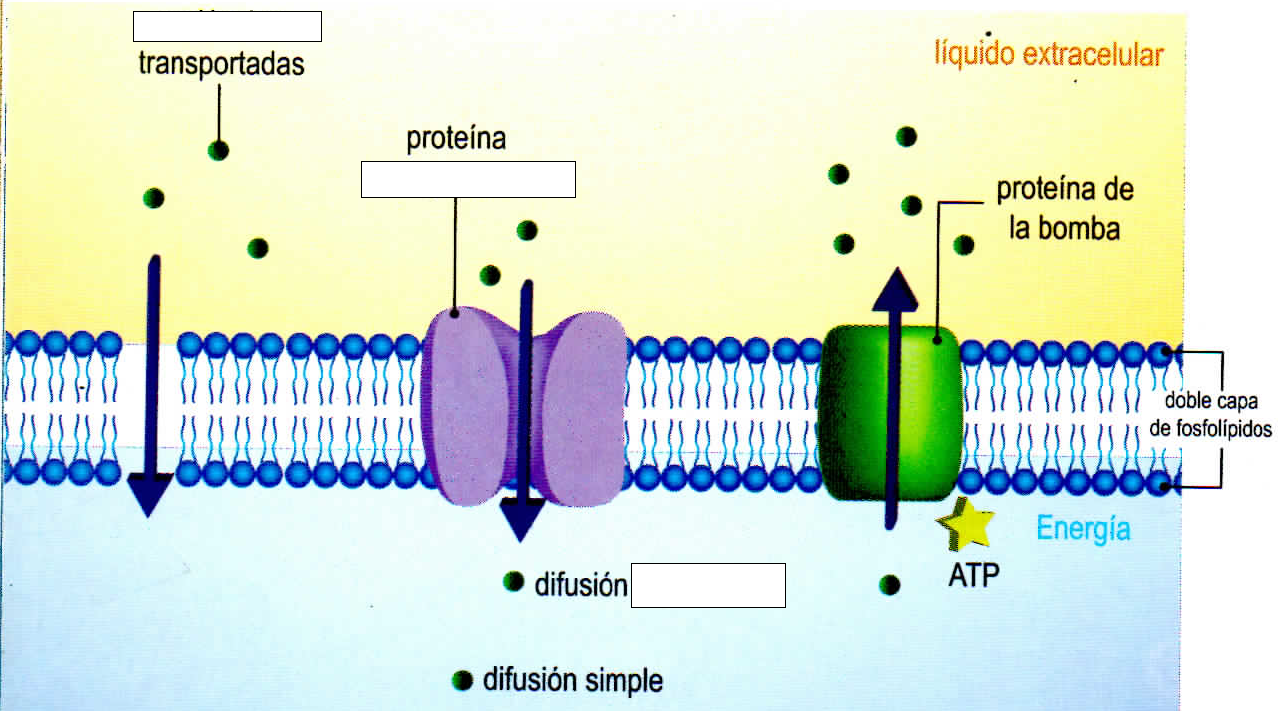 transportadas
líquido extracelular
proteína
proteína de
la bomba
doble capa
de fosfolípidos
Energía
ATP
difusión
difusión simple